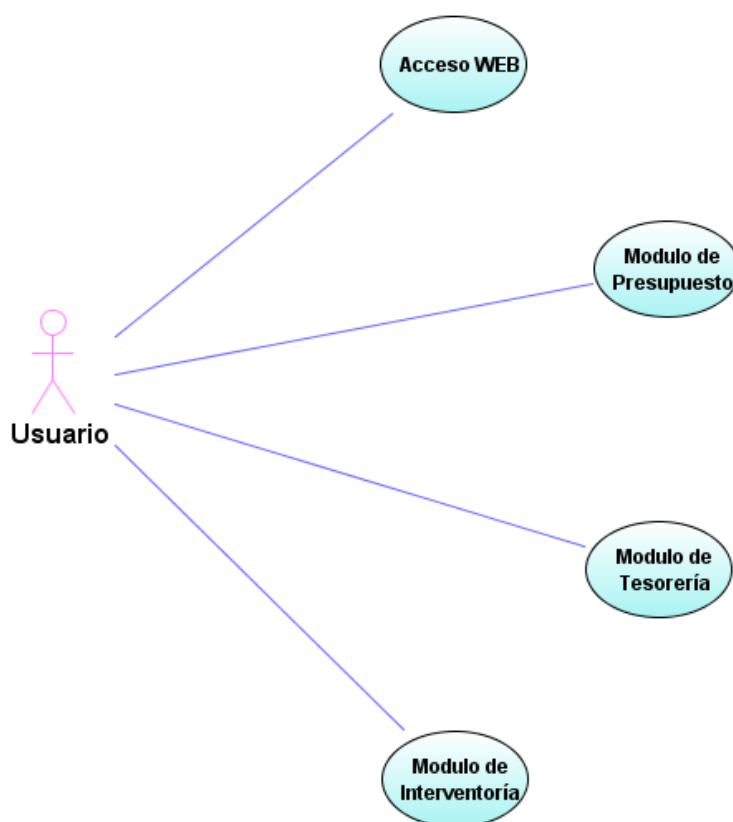 Acceso WEB
Modulo de
Presupuesto
Usuario
Modulo de
Tesorería
Modulo de
Interventoría